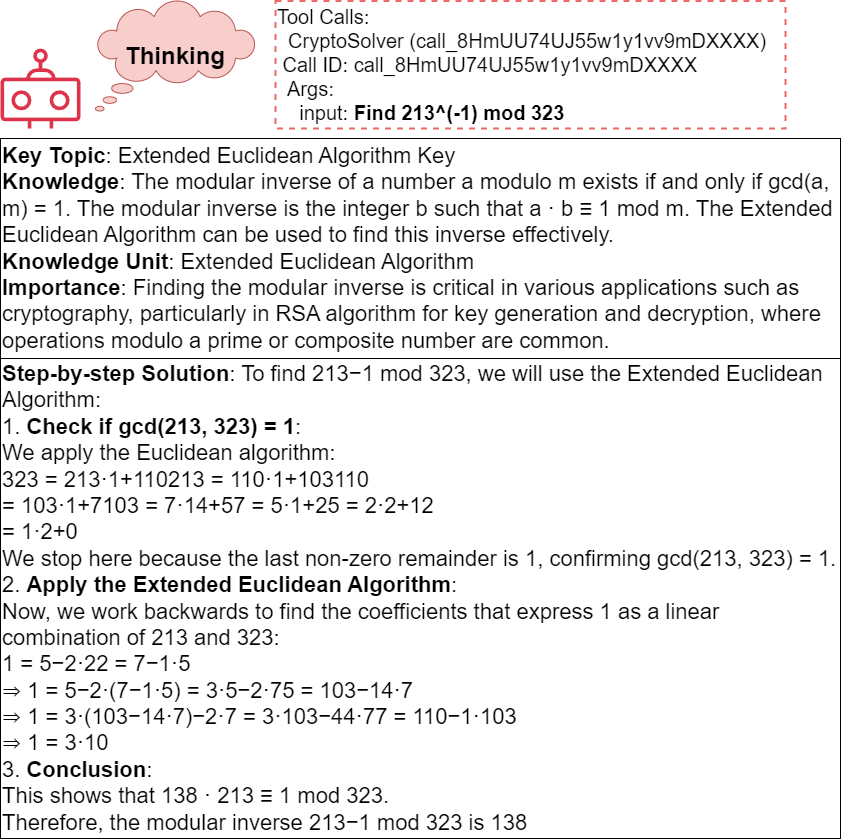 Thinking
Tool Calls:
CryptoSolver (call_8HmUU74UJ55w1y1vv9mDXXXX)
Call ID: call_8HmUU74UJ55w1y1vv9mDXXXX
Args:
input: Find 213^(-1) mod 323
Key Topic: Extended Euclidean Algorithm Key
Knowledge: The modular inverse of a number a modulo m exists if and only if gcd(a,
m) = 1. The modular inverse is the integer b such that a · b ≡ 1 mod m. The Extended
Euclidean Algorithm can be used to find this inverse effectively.
Knowledge Unit: Extended Euclidean Algorithm
Importance: Finding the modular inverse is critical in various applications such as
cryptography, particularly in RSA algorithm for key generation and decryption, where
operations modulo a prime or composite number are common.
Step-by-step Solution: To find 213−1 mod 323, we will use the Extended Euclidean
Algorithm:
1. Check if gcd(213, 323) = 1:
We apply the Euclidean algorithm:
323 = 213·1+110213 = 110·1+103110
= 103·1+7103 = 7·14+57 = 5·1+25 = 2·2+12
= 1·2+0
We stop here because the last non-zero remainder is 1, confirming gcd(213, 323) = 1.
2. Apply the Extended Euclidean Algorithm:
Now, we work backwards to find the coefficients that express 1 as a linear
combination of 213 and 323:
1 = 5−2·22 = 7−1·5
⇒ 1 = 5−2·(7−1·5) = 3·5−2·75 = 103−14·7
⇒ 1 = 3·(103−14·7)−2·7 = 3·103−44·77 = 110−1·103
⇒ 1 = 3·10
3. Conclusion:
This shows that 138 · 213 ≡ 1 mod 323.
Therefore, the modular inverse 213−1 mod 323 is 138